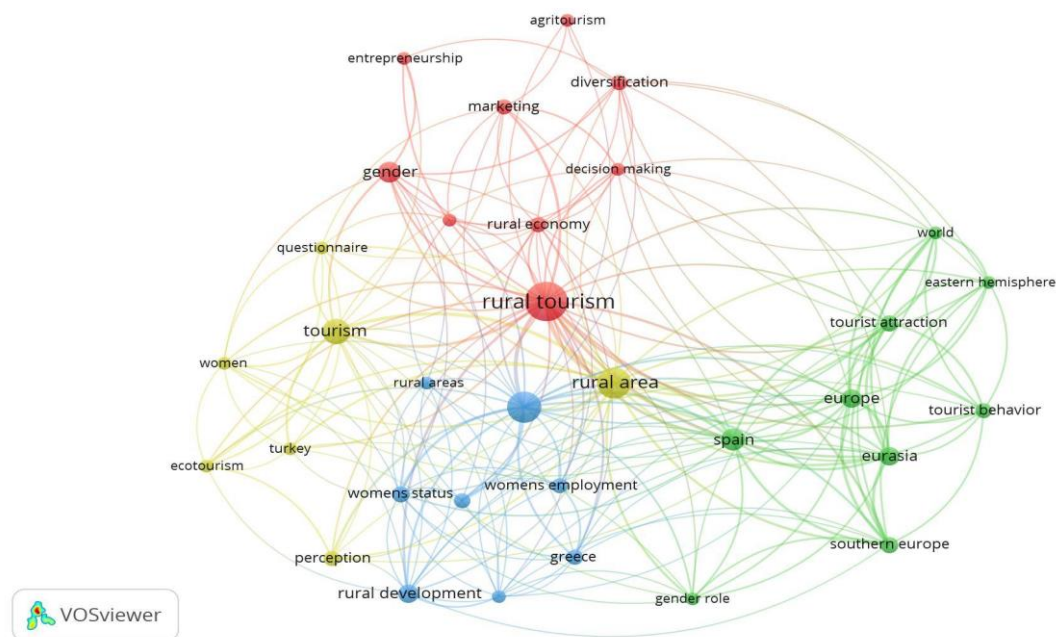 agritourism
entrepreneurship
diversification
marketing
gender
decision making
rural economy
world
questionnaire
eastern hemisphere
rural tourism
tourist attraction
tourism
women
rural areas
rural area
europe
tourist behavior
spain
turkey
eurasia
ecotourism
womens employment
womens status
southern europe
perception
greece
rural development
gender role
VOSviewer